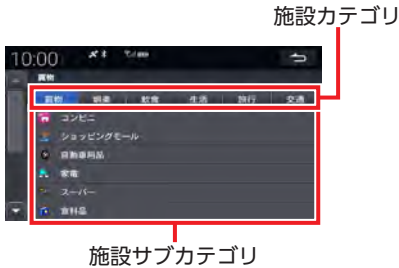 施設カテゴリ
10:00
買物
買物 娯楽 飲食 生活 旅行 交通
コンビニ
ショッピングモール
自動車用品
家電
スーパー
食料品
施設サブカテゴリ